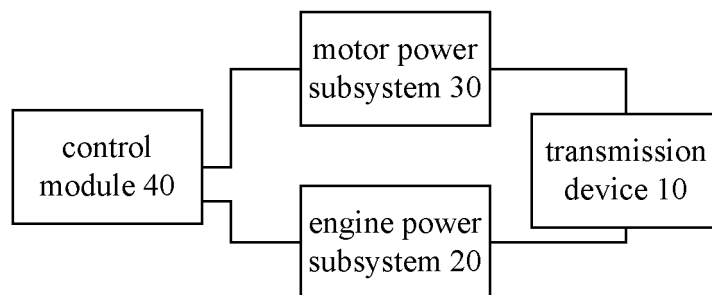 motor power
subsystem 30
control
module 40
transmission
device 10
engine power
subsystem 20